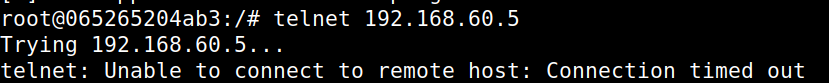 root@065265204ab3:/# telnet 192.168.60.5
Trying 192.168.60.5...
telnet: Unable to connect to remote host: Connection timed out